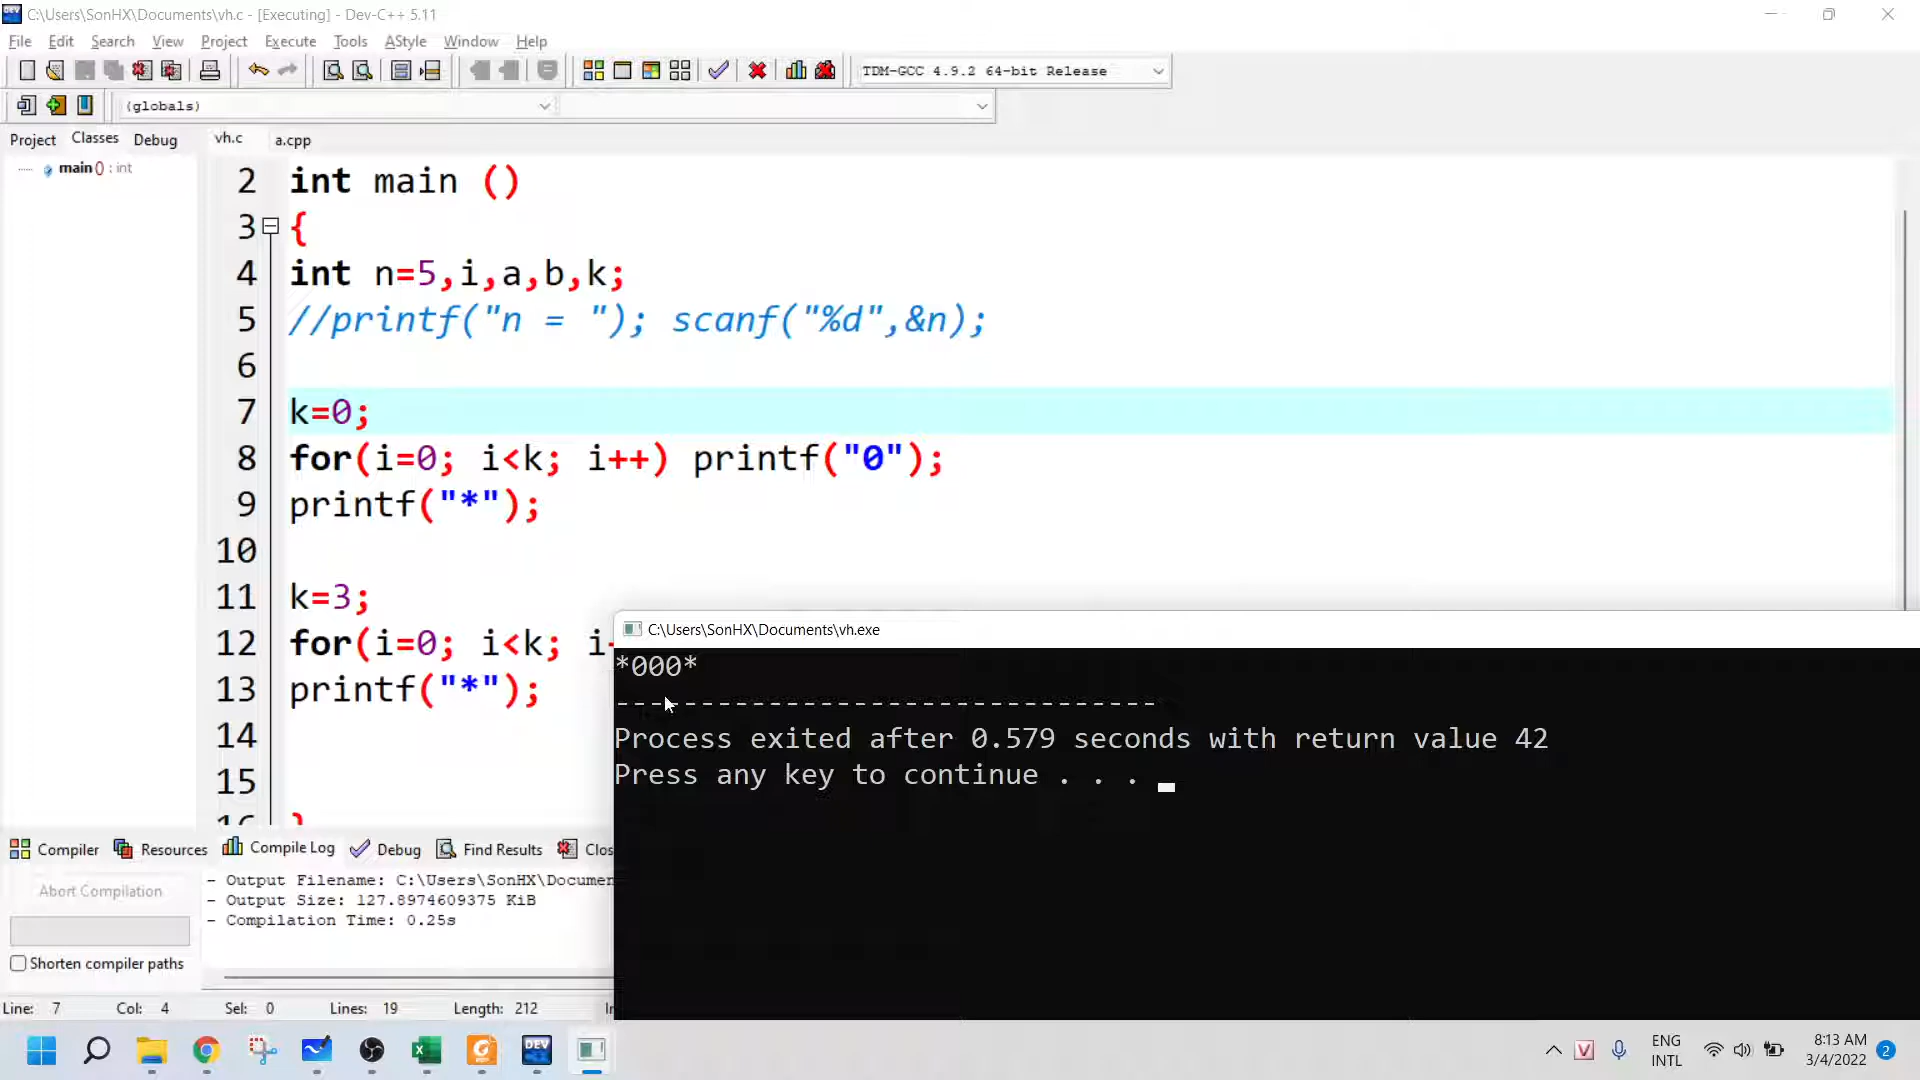 C:\Users\SonHX\Documents\vh.c - [Executing] - Dev-C++ 5.11
File Edit Search View Project Execute Tools AStyle Window Help
TDM-GCC 4.9.2 64-bit Release
(globals)
Project Classes Debug vh.c a.cpp
main() : int
2 int main ()
3 {
4 int n=5,i,a,b,k;
5 //printf("n = "); scanf("%d",&n);
6
7 k=0;
8 for(i=0; i<k; i++) printf("0");
9 printf("*");
10
11 k=3;
12 for(i=0; i<k; i
13 printf("*");
14
15
16 }
C:\Users\SonHX\Documents\vh.exe
*000*
--------------------------------
Process exited after 0.579 seconds with return value 42
Press any key to continue . . .
Compiler Resources Compile Log Debug Find Results Clos
Abort Compilation
Shorten compiler paths
- Output Filename: C:\Users\SonHX\Documen
- Output Size: 127.8974609375 KiB
- Compilation Time: 0.25s
Line: 7 Col: 4 Sel: 0 Lines: 19 Length: 212
DEV
ENG
INTL
8:13 AM
3/4/2022
2